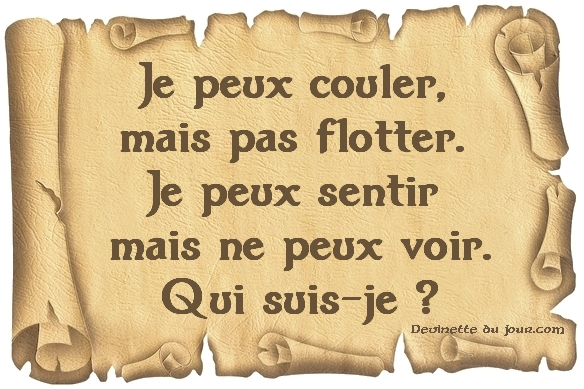 Je peux couler,
mais pas flotter.
Je peux sentir
mais ne peux voir.
Qui suis-je ?
Devinette du jour.com